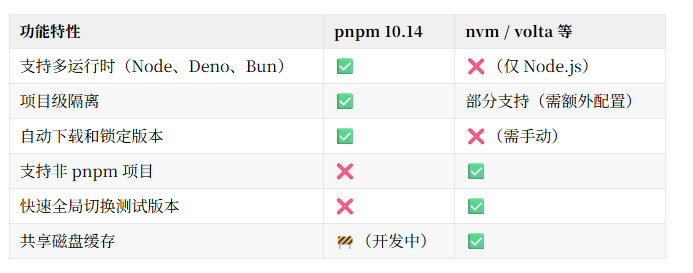 功能特性 pnpm 10.14 nvm / volta 等
支持多运行时（Node、Deno、Bun） ✅ ❌（仅 Node.js）
项目级隔离 ✅ 部分支持（需额外配置）
自动下载和锁定版本 ✅ ❌（需手动）
支持非 pnpm 项目 ❌ ✅
快速全局切换测试版本 ❌ ✅
共享磁盘缓存 🚧（开发中） ✅